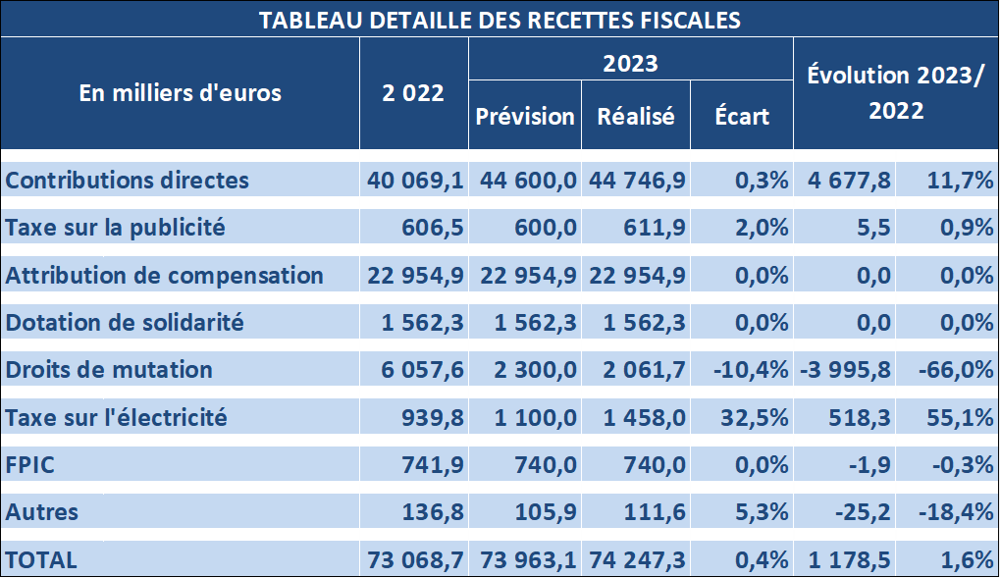 TABLEAU DETAILLE DES RECETTES FISCALES
En milliers d'euros 2 022 2023 Évolution 2023/
2022
Prévision Réalisé Écart
Contributions directes 40 069,1 44 600,0 44 746,9 0,3% 4 677,8 11,7%
Taxe sur la publicité 606,5 600,0 611,9 2,0% 5,5 0,9%
Attribution de compensation 22 954,9 22 954,9 22 954,9 0,0% 0,0 0,0%
Dotation de solidarité 1 562,3 1 562,3 1 562,3 0,0% 0,0 0,0%
Droits de mutation 6 057,6 2 300,0 2 061,7 -10,4% -3 995,8 -66,0%
Taxe sur l'électricité 939,8 1 100,0 1 458,0 32,5% 518,3 55,1%
FPIC 741,9 740,0 740,0 0,0% -1,9 -0,3%
Autres 136,8 105,9 111,6 5,3% -25,2 -18,4%
TOTAL 73 068,7 73 963,1 74 247,3 0,4% 1 178,5 1,6%